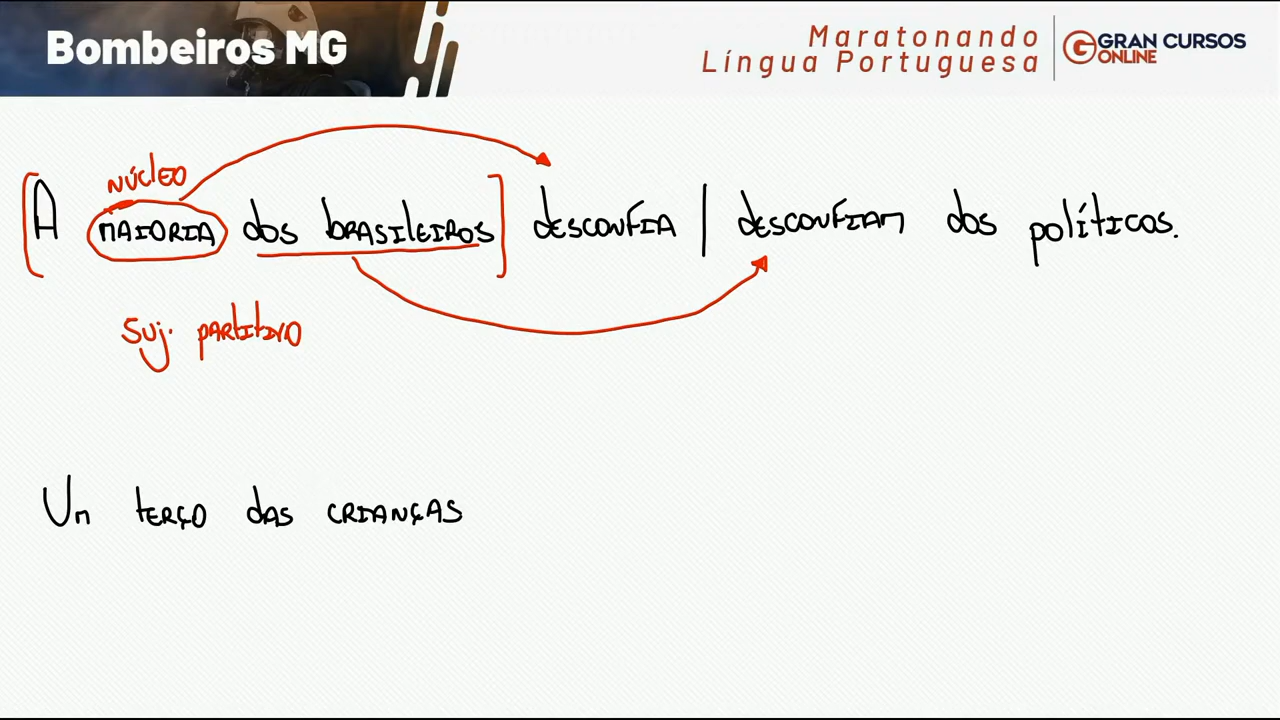 Bombeiros MG
Maratonando
Língua Portuguesa
GRAN CURSOS
ONLINE
NÚCLEO
A MAIORIA dos brasileiros desconfia | desconfiam dos políticos.
Suj. partitivo
Um terço das crianças